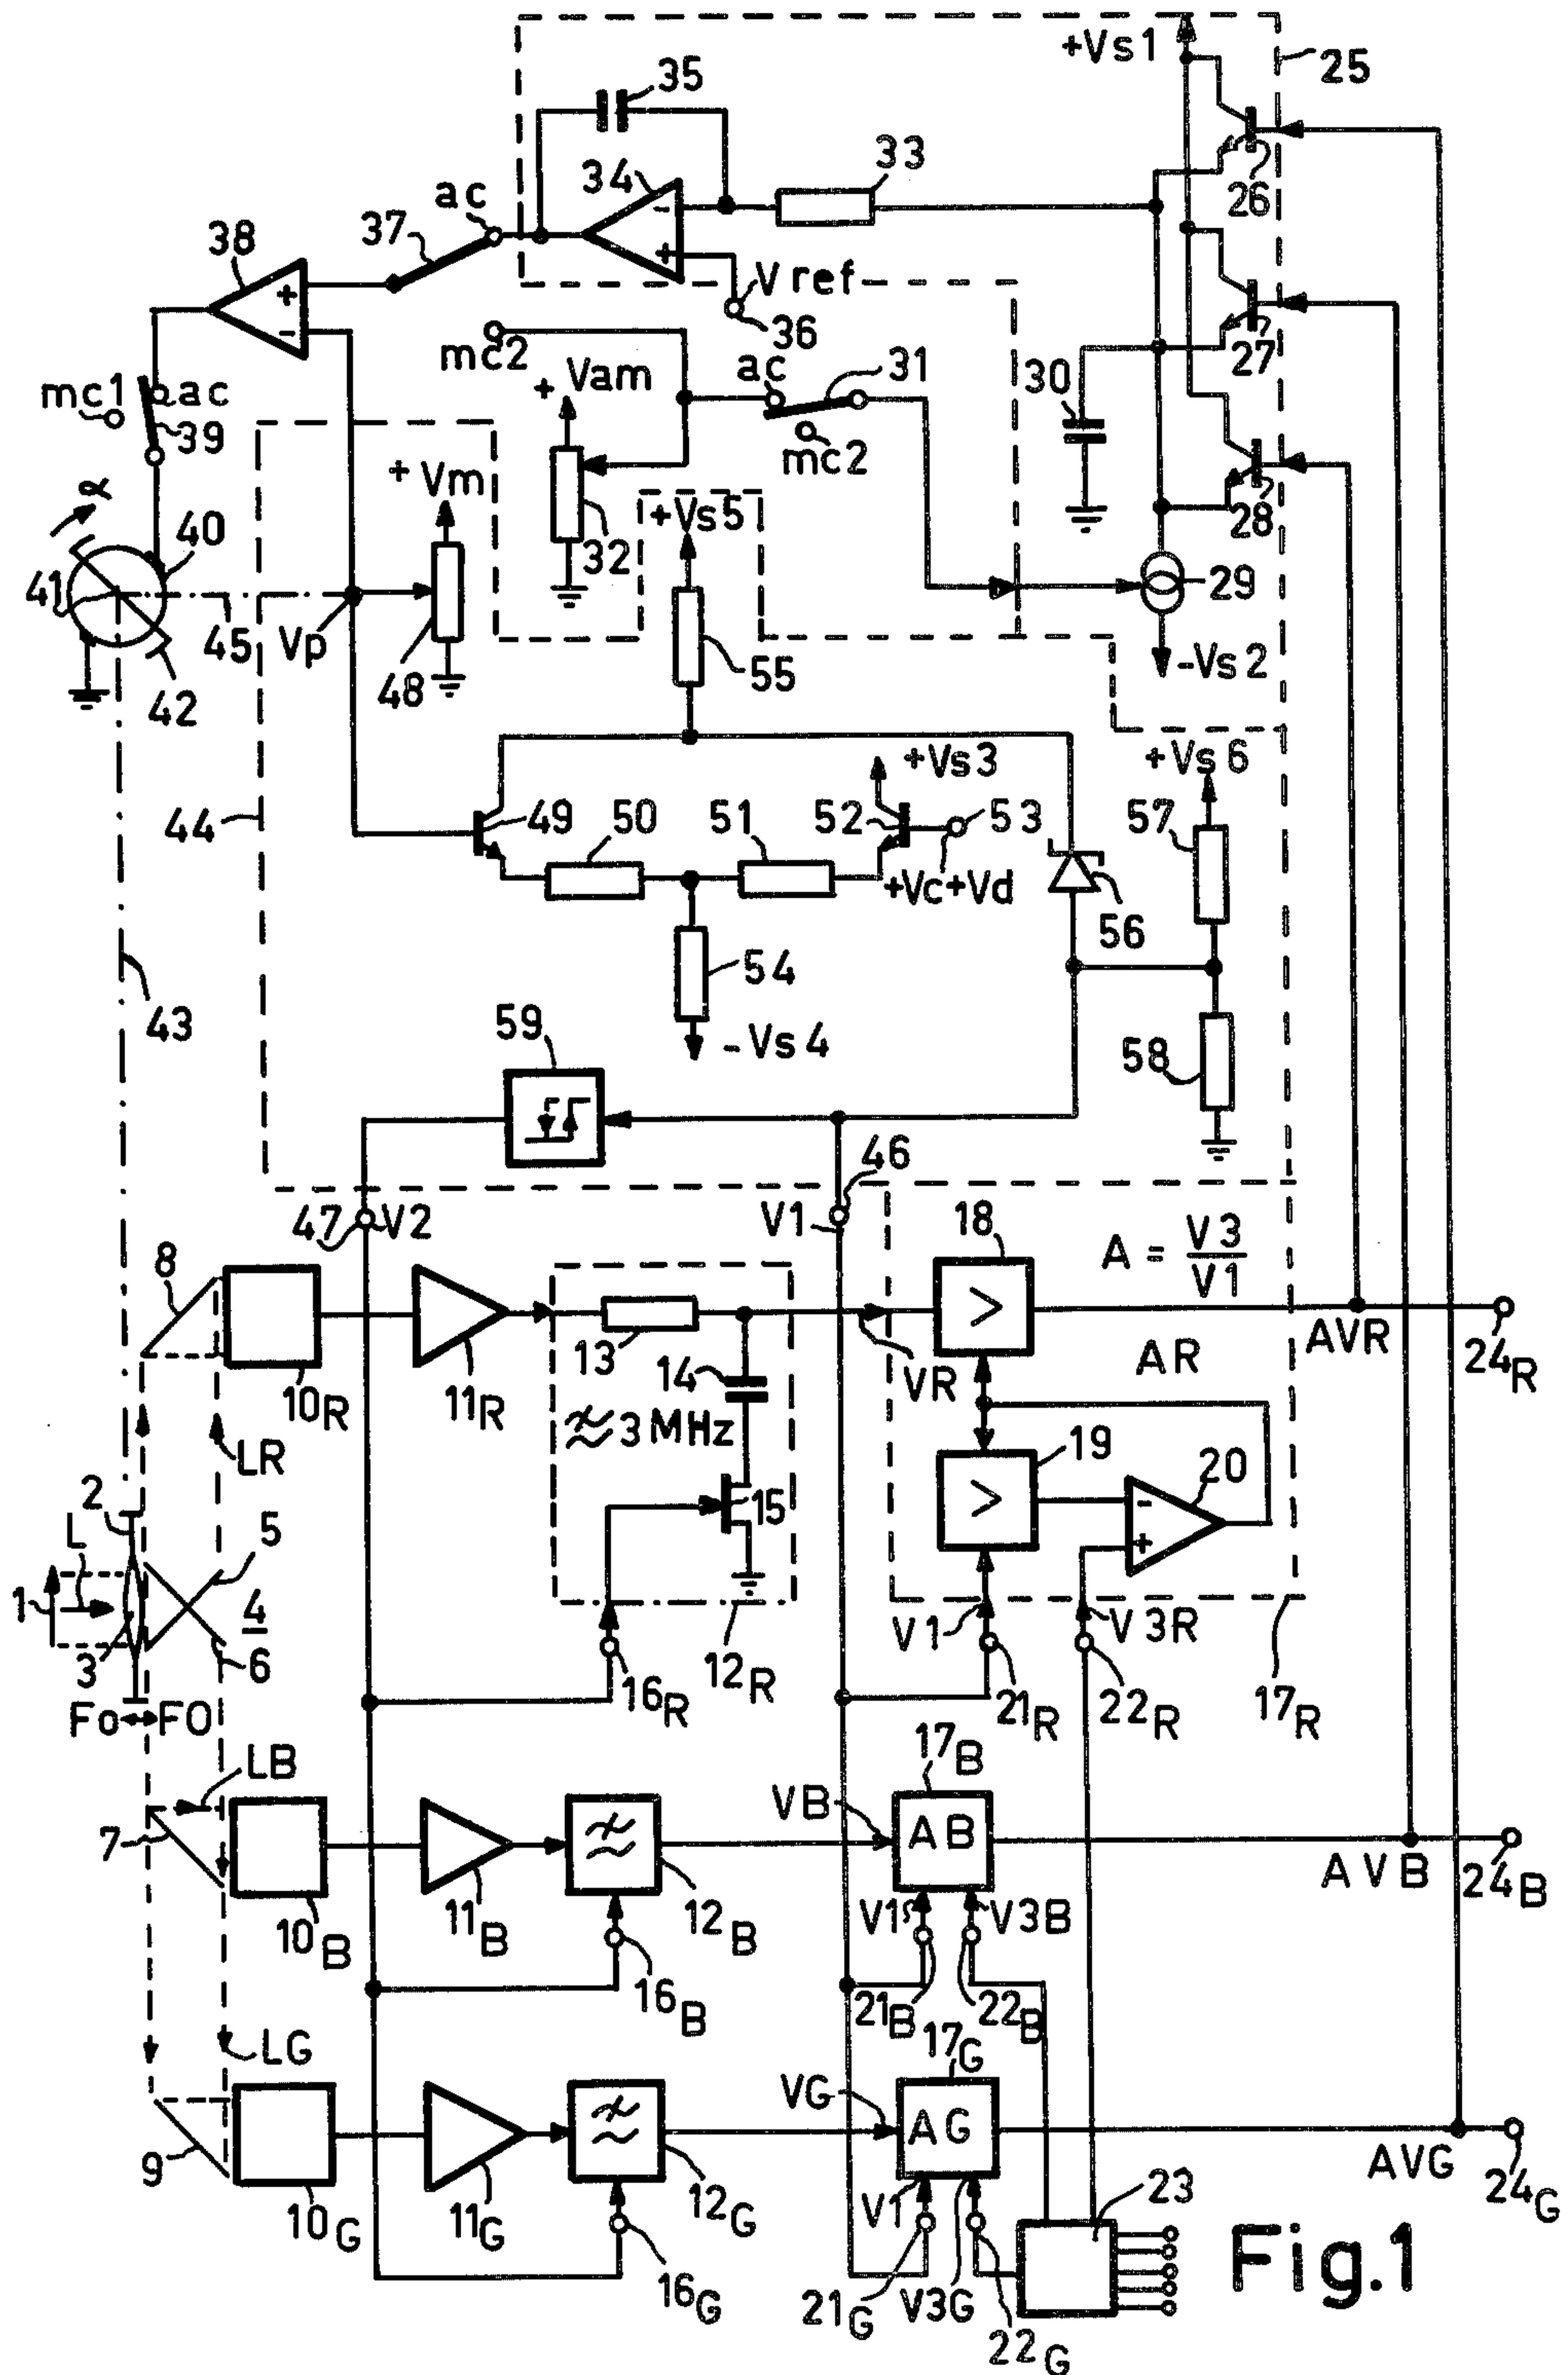 +Vs1
25
35
33
34
ac
26
37
38
+
-
-
+
Vref
36
27
mc2
ac
31
30
+ Vam
mc1
ac
39
mc2
28
+Vm
α
40
+Vs5
32
29
41
45
Vp
48
55
-Vs2
42
+Vs3
+Vs6
44
49
50
51
52
53
57
+Vc+Vd
56
54
43
59
-Vs4
58
46
47
V2
V1
18
A = V3/V1
8
>
13
AVR
24R
10R
11R
14
VR
AR
≈ 3 MHz
LR
19
20
2
>
15
-
+
L
5
1
4
3
6
V1
V3R
12R
16R
21R
22R
17R
Fo FO
17B
LB
VB
7
AB
AVB
24B
11B
12B
V1
V3B
10B
16B
21B
22B
LG
17G
VG
AG
9
AVG
24G
10G
11G
12G
V1
23
16G
21G
V3G
22G
Fig.1